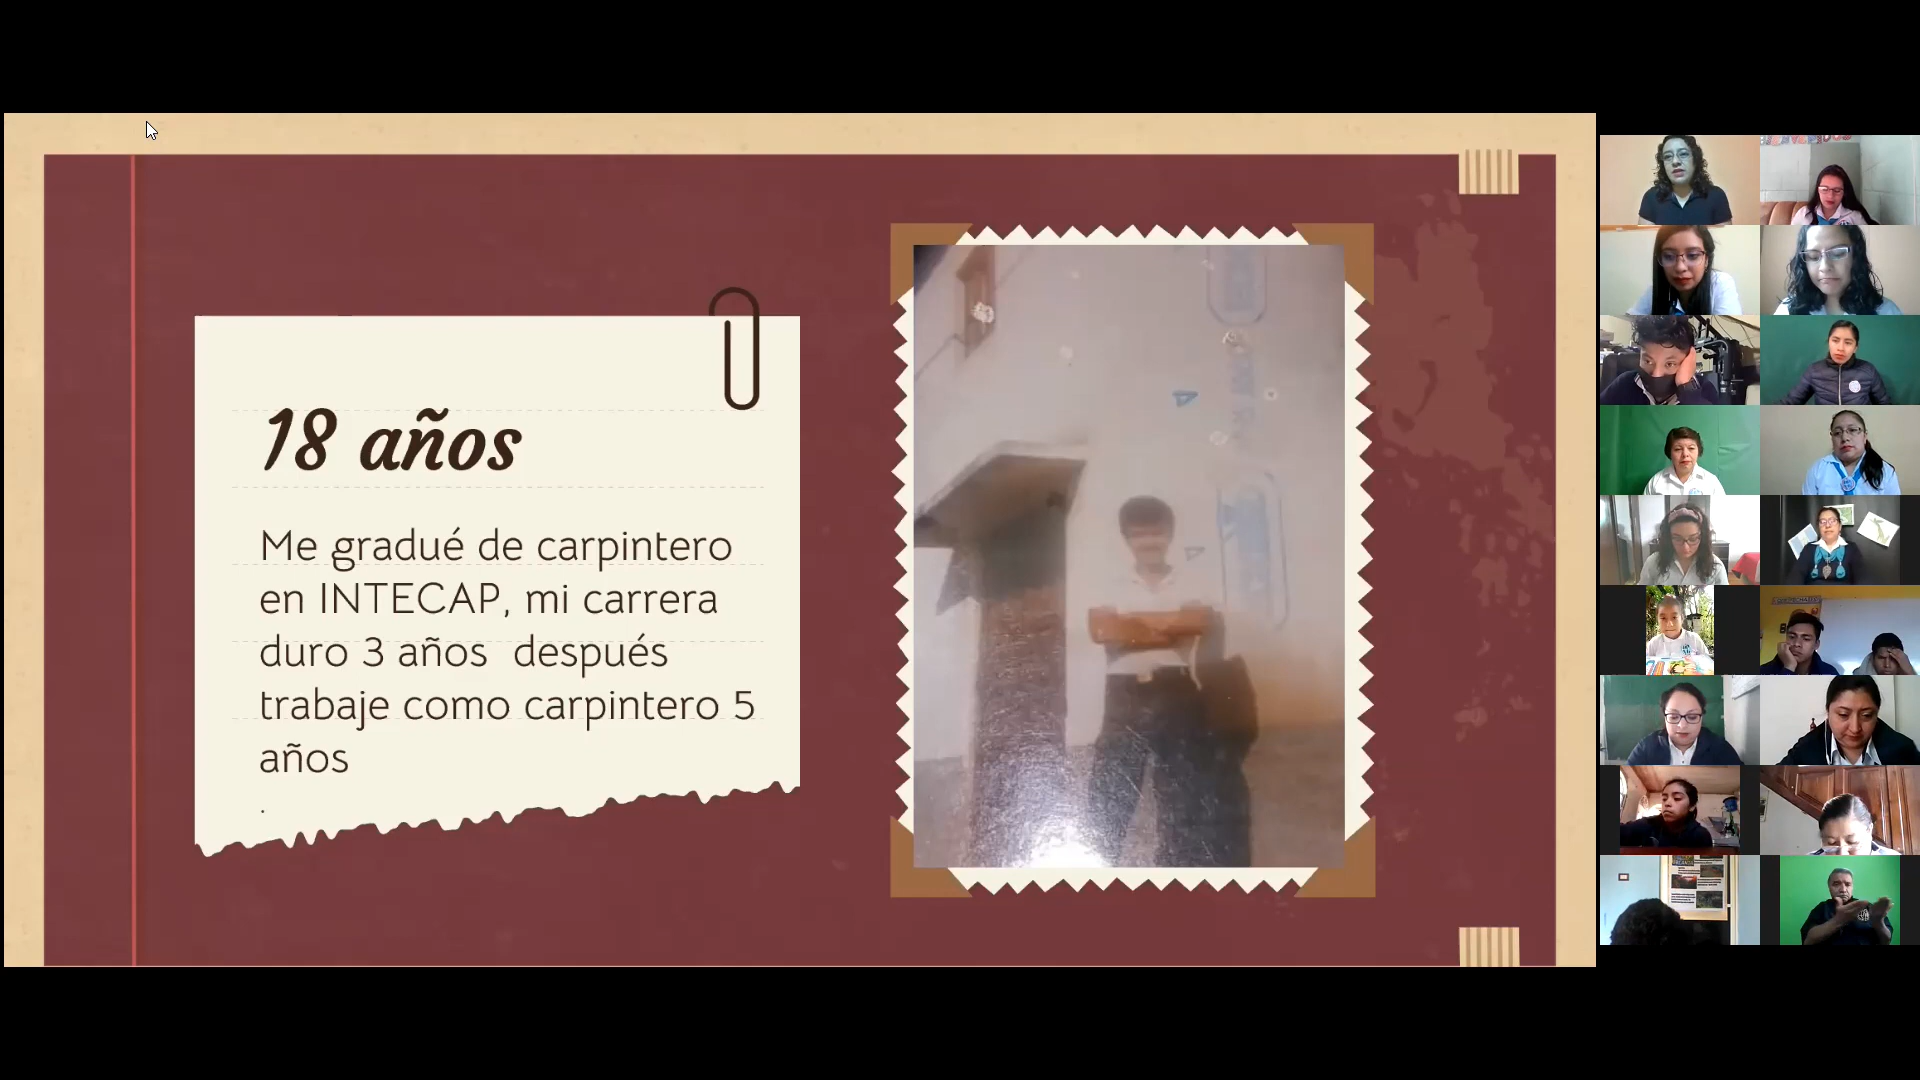 18 años
Me gradué de carpintero
en INTECAP, mi carrera
duro 3 años  después
trabaje como carpintero 5
años
.